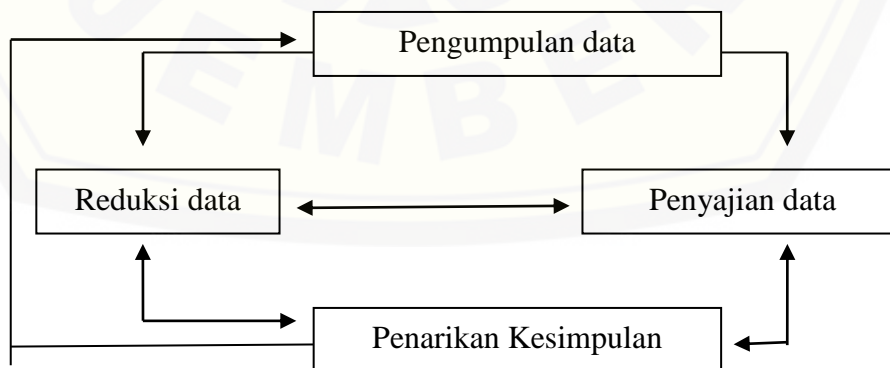 Pengumpulan data
Reduksi data
Penyajian data
Penarikan Kesimpulan